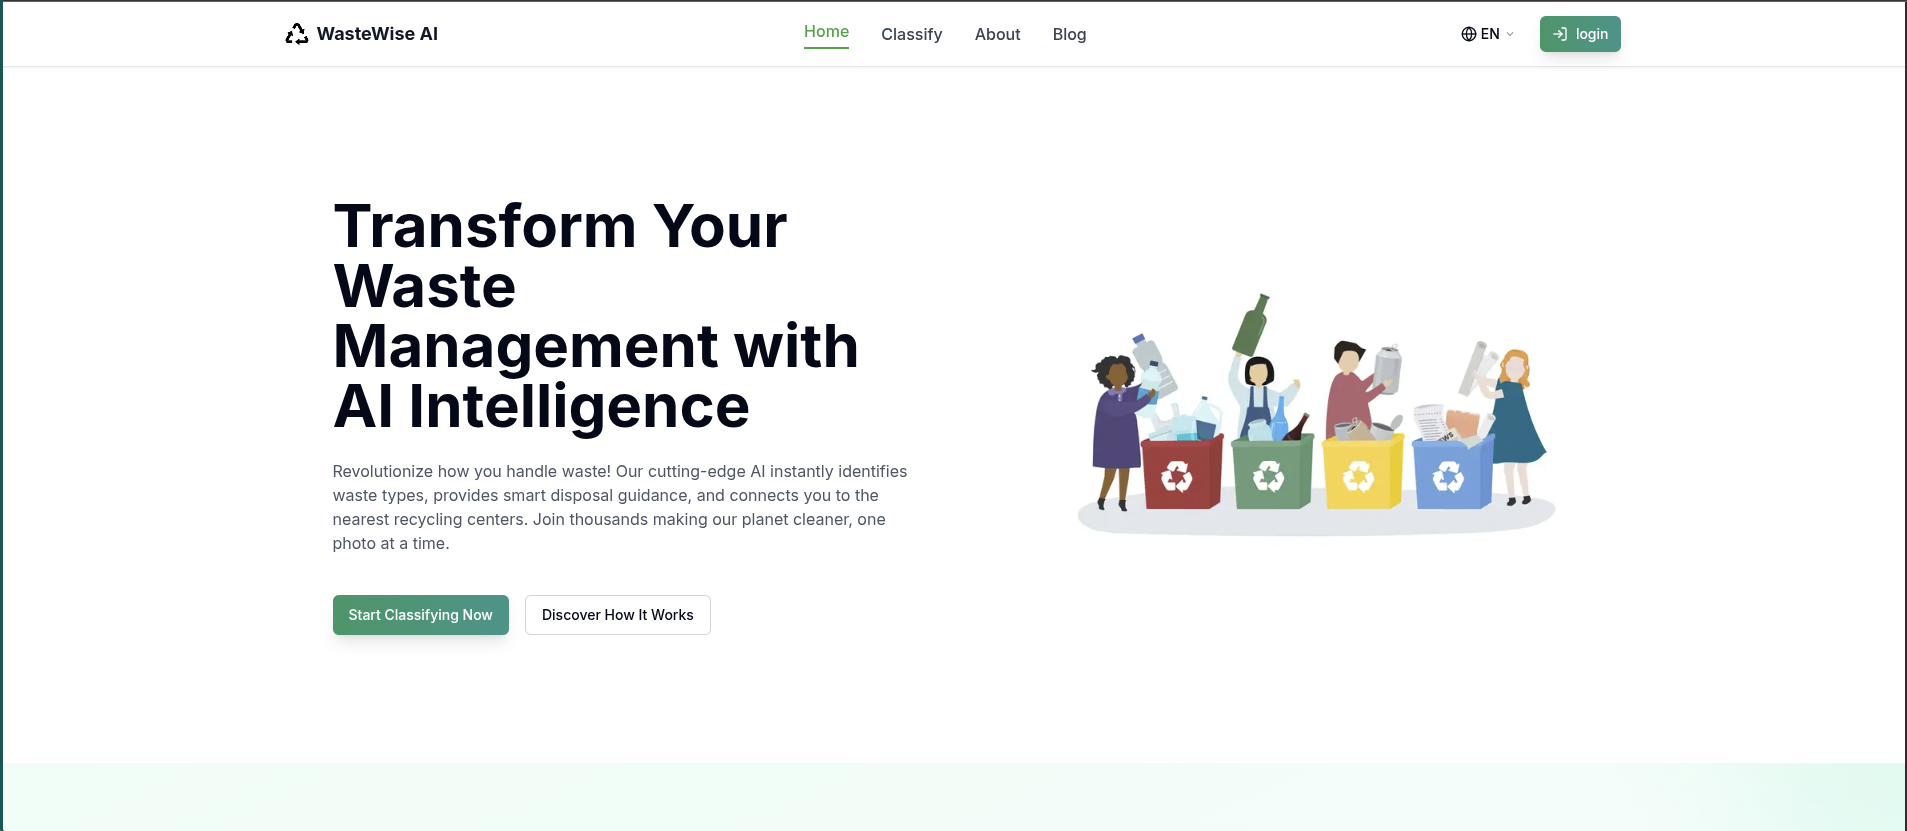 WasteWise AI
Home
Classify
About
Blog
EN
login
Transform Your
Waste
Management with
AI Intelligence
Revolutionize how you handle waste! Our cutting-edge AI instantly identifies
waste types, provides smart disposal guidance, and connects you to the
nearest recycling centers. Join thousands making our planet cleaner, one
photo at a time.
Start Classifying Now
Discover How It Works